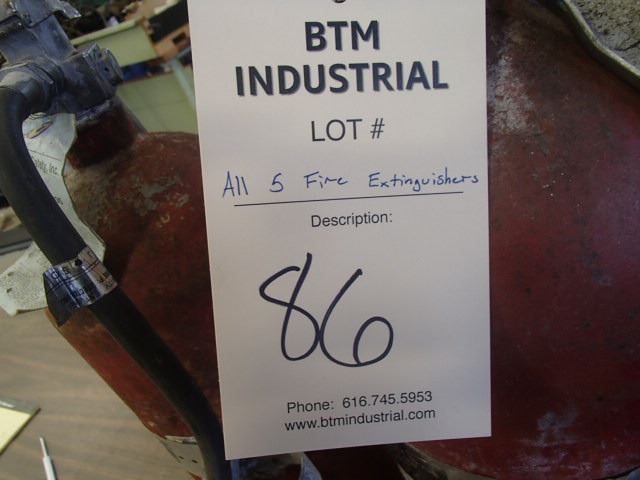 BTM
INDUSTRIAL
LOT #
All 5 Fire Extinguishers
Description:
86
Phone: 616.745.5953
www.btmindustrial.com